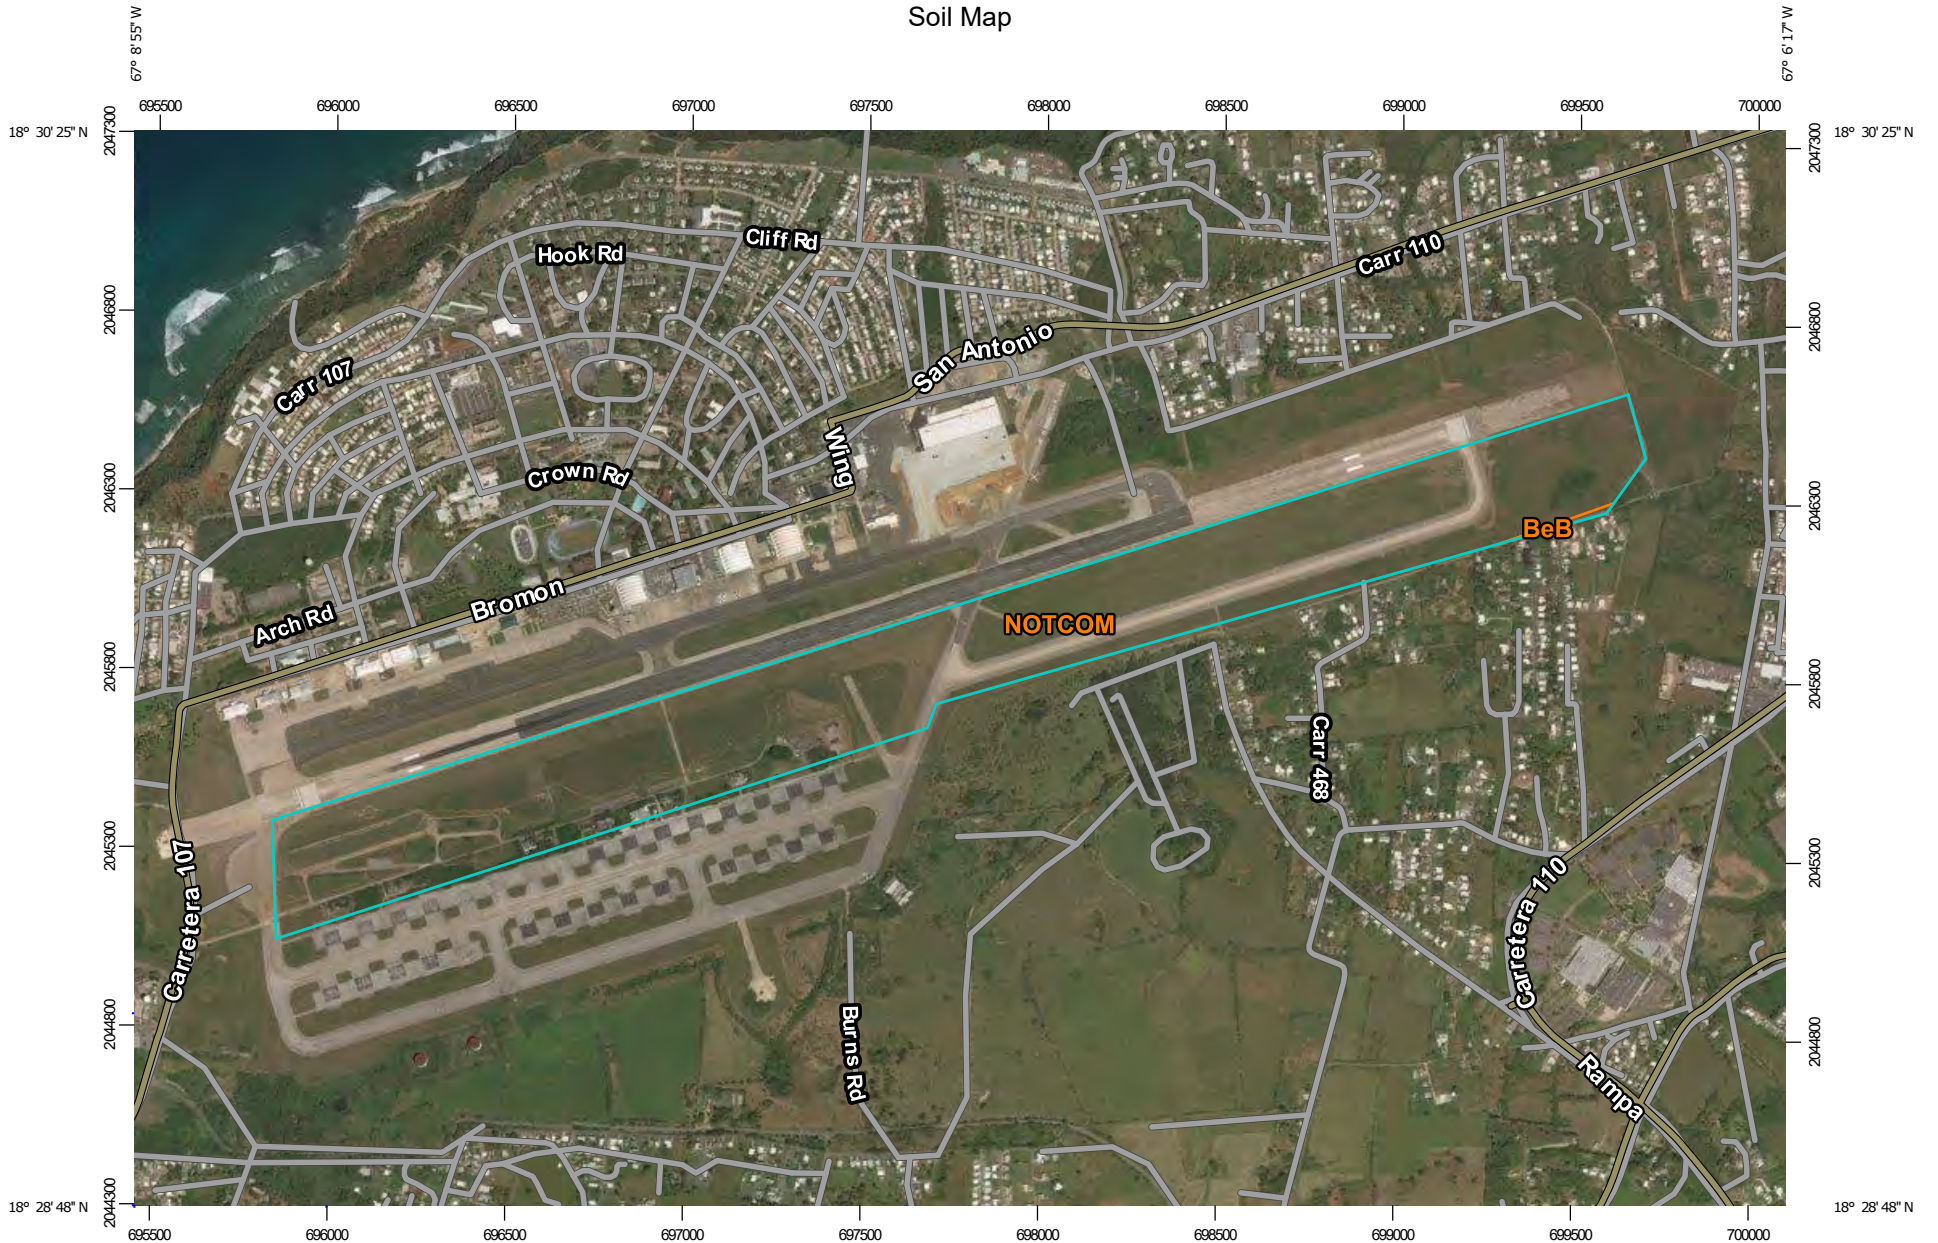 Soil Map
67° 8' 55" W
67° 6' 17" W
695500 696000 696500 697000 697500 698000 698500 699000 699500 700000
18° 30' 25" N
18° 30' 25" N
2047300
2047300
Cliff Rd
Hook Rd
Carr 110
2046800
2046800
San Antonio
Carr 107
Wing
Crown Rd
2046300
2046300
BeB
Bromon
Arch Rd
NOTCOM
2045800
2045800
Carr 468
2045300
2045300
Carretera 107
Carretera 110
2044800
2044800
Burns Rd
Rampa
2044300
2044300
18° 28' 48" N
18° 28' 48" N
695500 696000 696500 697000 697500 698000 698500 699000 699500 700000